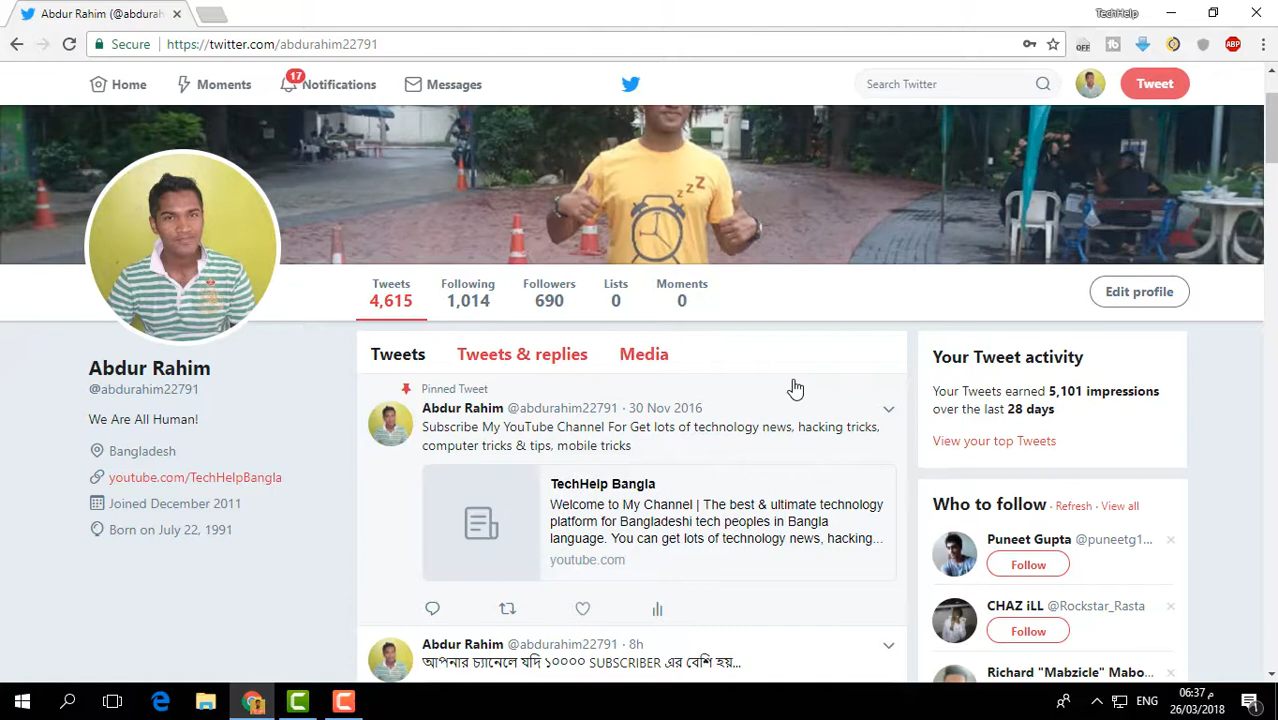 Abdur Rahim (@abdurah
TechHelp
Secure
https://twitter.com/abdurahim22791
OFF
ABP
Home
Moments
17
Notifications
Messages
Search Twitter
Tweet
z z Z
Tweets
4,615
Following
1,014
Followers
690
Lists
0
Moments
0
Edit profile
Abdur Rahim
@abdurahim22791
We Are All Human!
Bangladesh
youtube.com/TechHelpBangla
Joined December 2011
Born on July 22, 1991
Tweets
Tweets & replies
Media
Pinned Tweet
Abdur Rahim @abdurahim22791 · 30 Nov 2016
Subscribe My YouTube Channel For Get lots of technology news, hacking tricks,
computer tricks & tips, mobile tricks
TechHelp Bangla
Welcome to My Channel | The best & ultimate technology
platform for Bangladeshi tech peoples in Bangla
language. You can get lots of technology news, hacking...
youtube.com
Abdur Rahim @abdurahim22791 · 8h
আপনার চ্যানেলে যদি ১০০০০ SUBSCRIBER এর বেশি হয়...
Your Tweet activity
Your Tweets earned 5,101 impressions
over the last 28 days
View your top Tweets
Who to follow · Refresh · View all
Puneet Gupta @puneetg1...
Follow
CHAZ iLL @Rockstar_Rasta
Follow
Richard "Mabzicle" Mabo...
ENG
06:37 م
26/03/2018
1